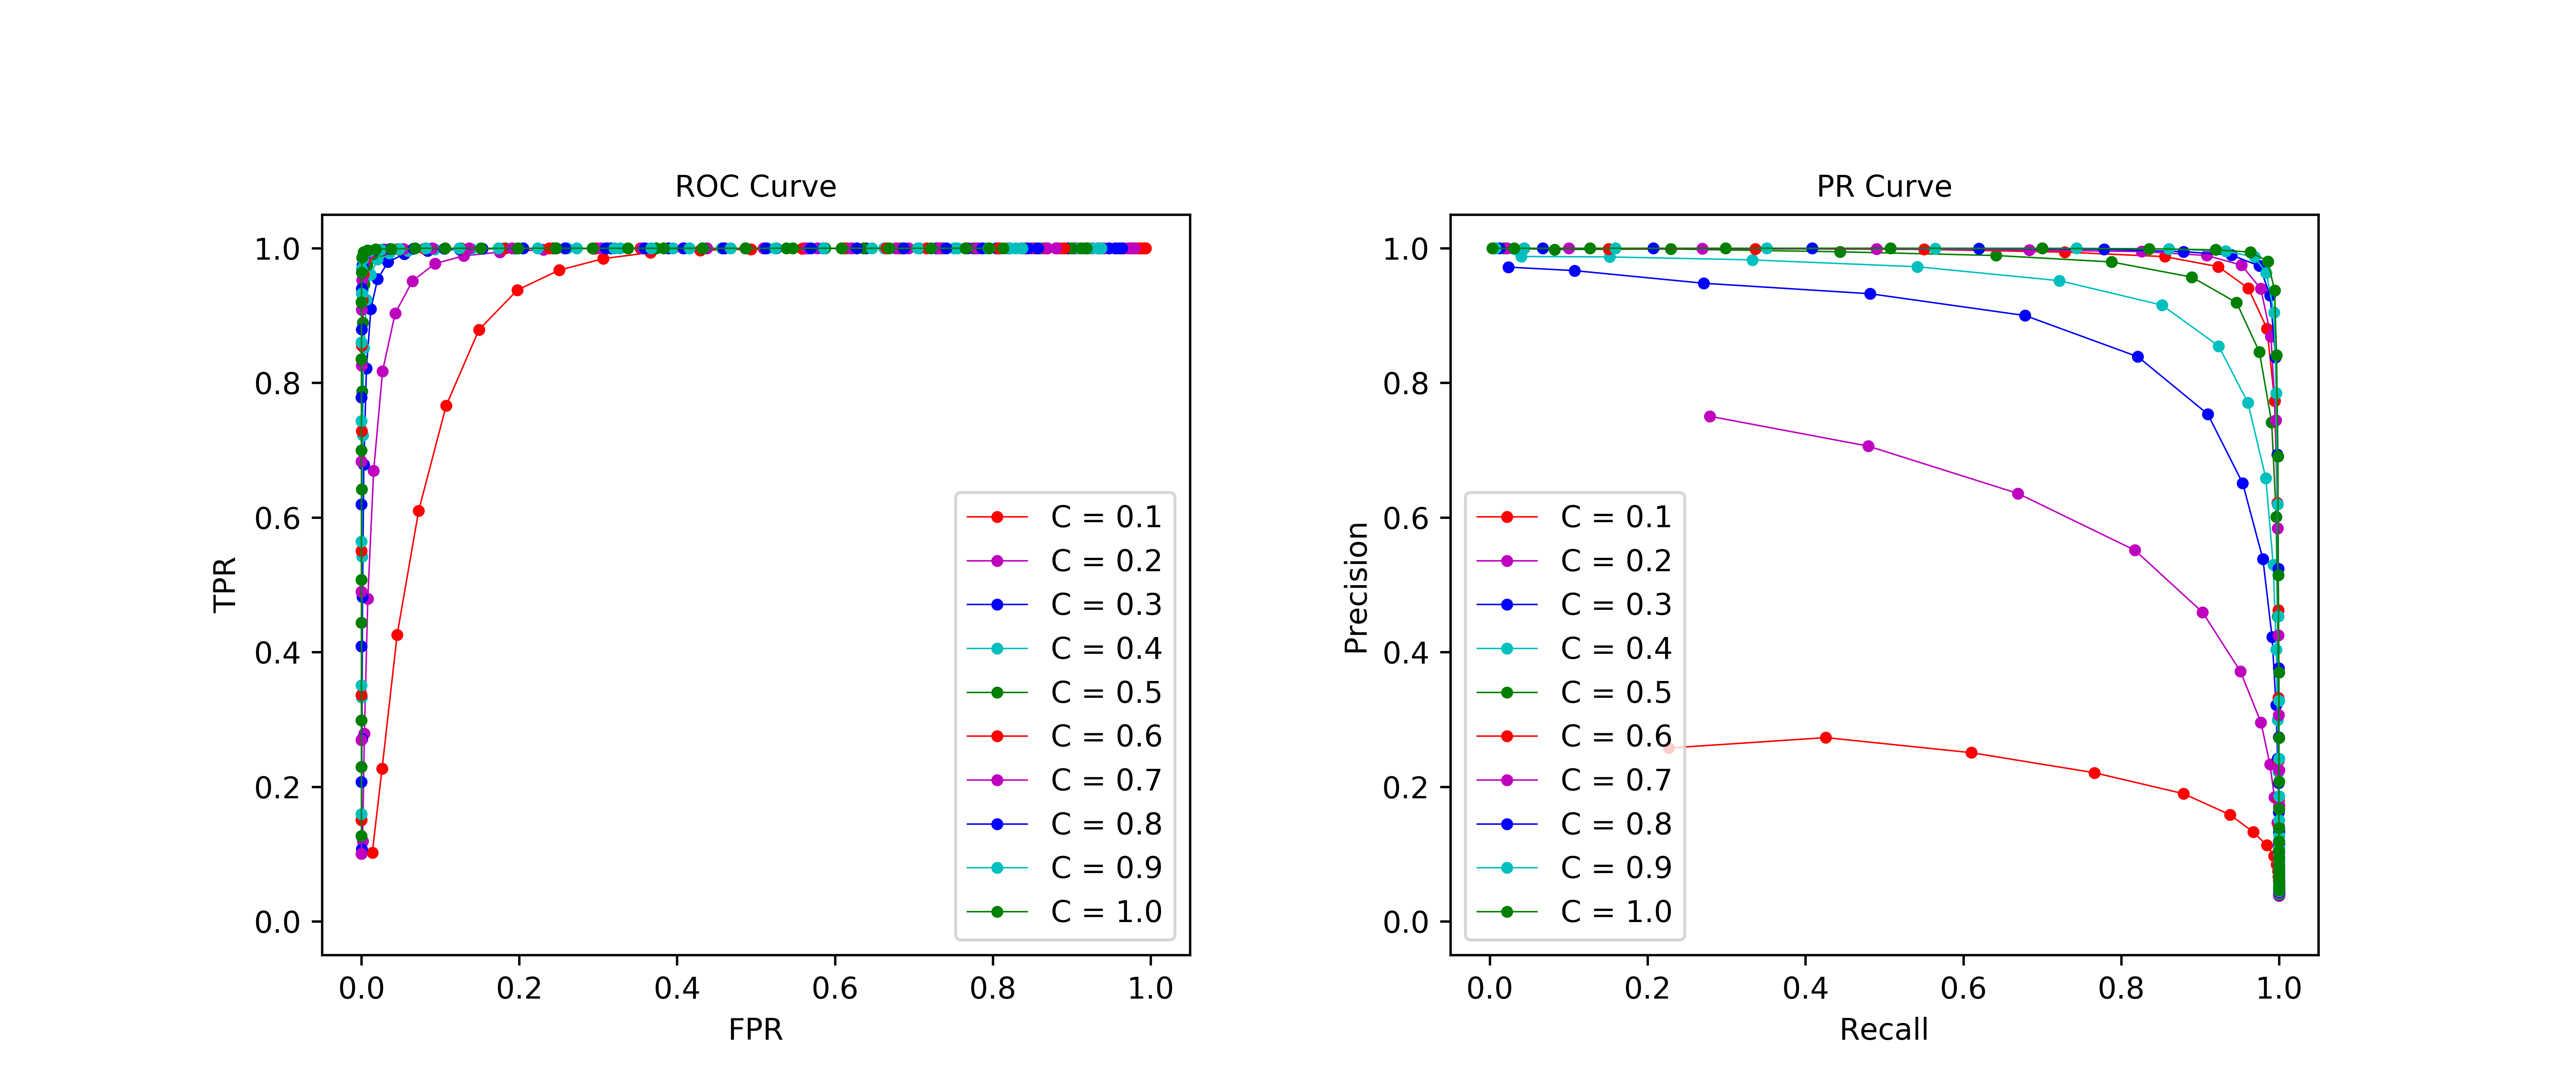 ROC Curve
1.0
0.8
0.6
0.4
0.2
0.0
TPR
0.0 0.2 0.4 0.6 0.8 1.0
FPR
C = 0.1
C = 0.2
C = 0.3
C = 0.4
C = 0.5
C = 0.6
C = 0.7
C = 0.8
C = 0.9
C = 1.0
PR Curve
1.0
0.8
0.6
0.4
0.2
0.0
Precision
0.0 0.2 0.4 0.6 0.8 1.0
Recall
C = 0.1
C = 0.2
C = 0.3
C = 0.4
C = 0.5
C = 0.6
C = 0.7
C = 0.8
C = 0.9
C = 1.0